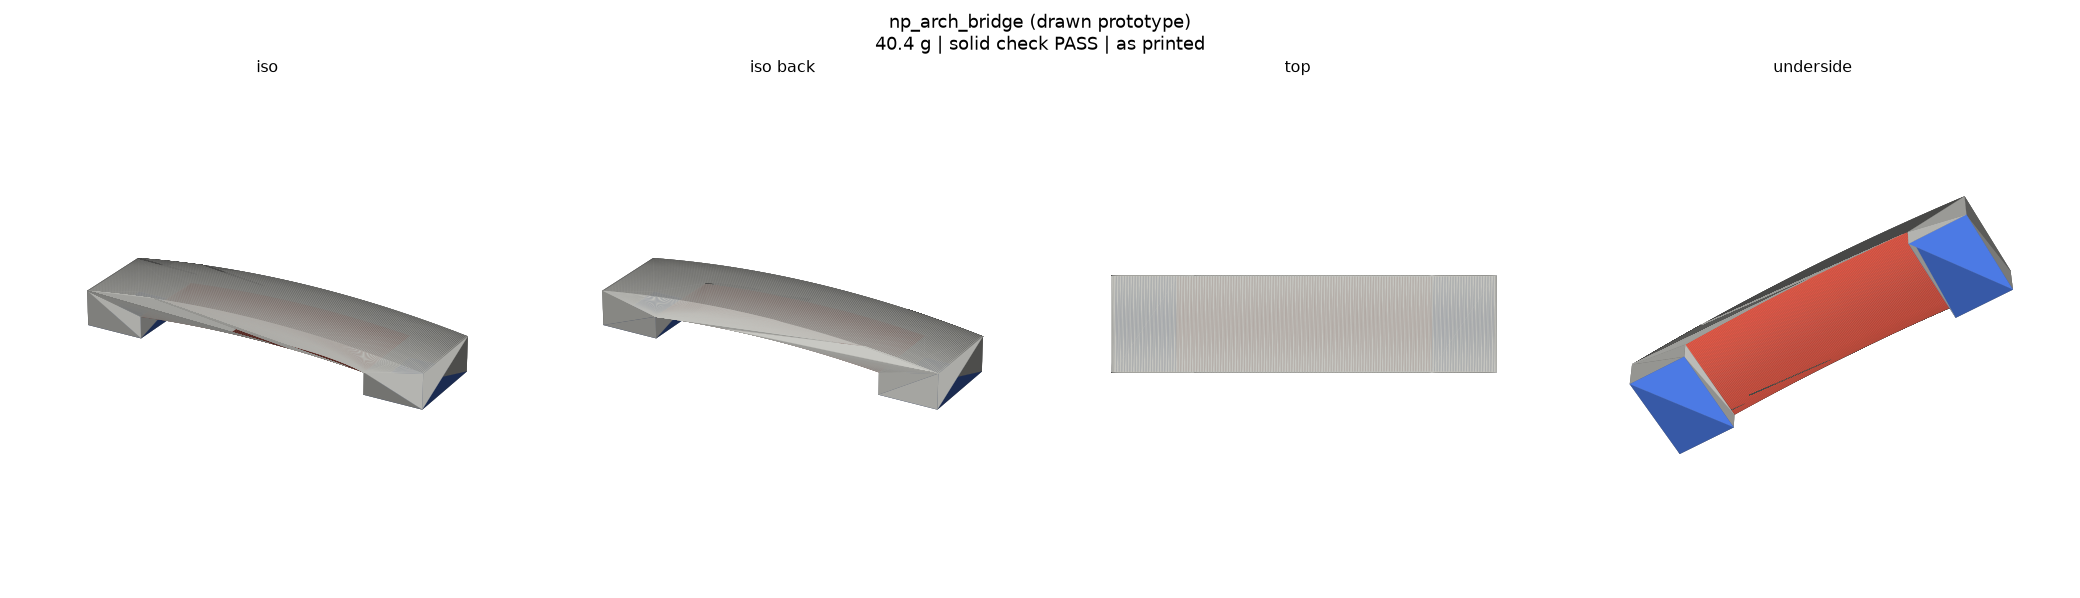 np_arch_bridge (drawn prototype)
40.4 g | solid check PASS | as printed
iso
iso back
top
underside